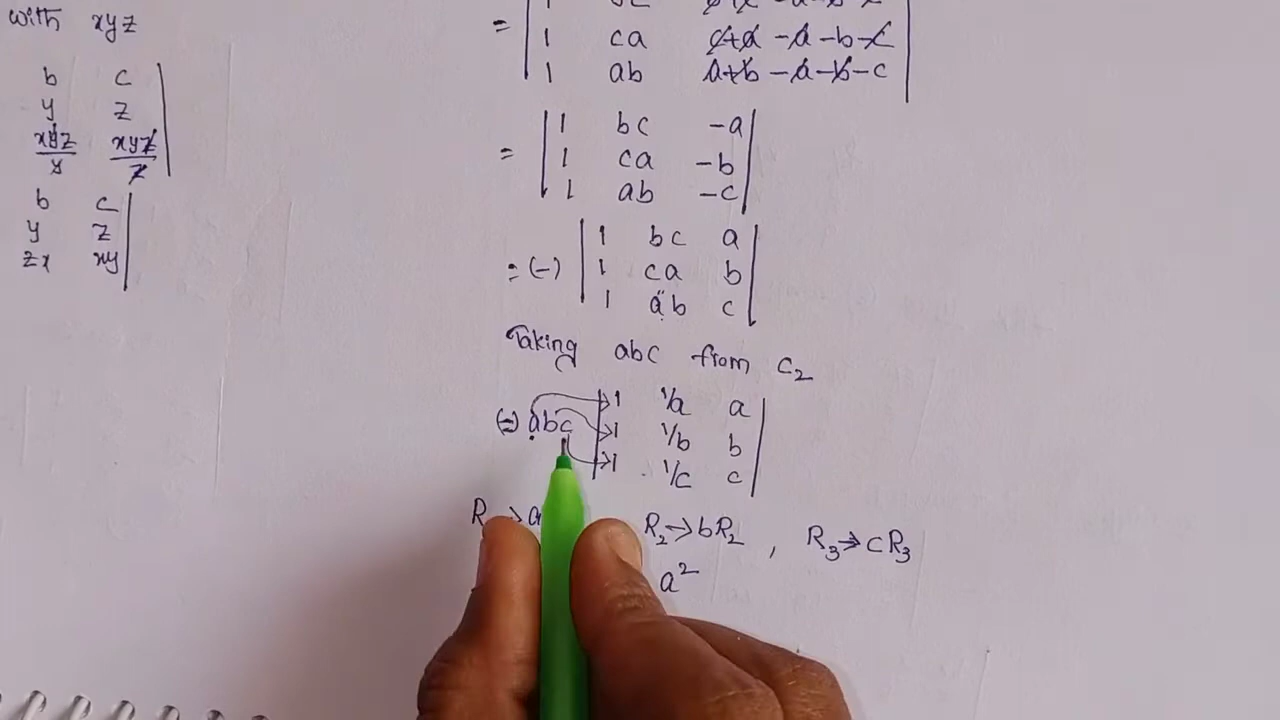 with xyz
b c
y z
xyz/y xyz/z
b c
y z
zx xy
=
1 ca c+a -a -b -c
1 ab a+b -a -b -c
= | 1 bc -a |
1 ca -b
1 ab -c
= (-) | 1 bc a |
1 ca b
1 ab c
Taking abc from C2
(=) abc | 1 1/a a |
1 1/b b
1 1/c c
R → a R2→bR2 , R3→cR3
a²